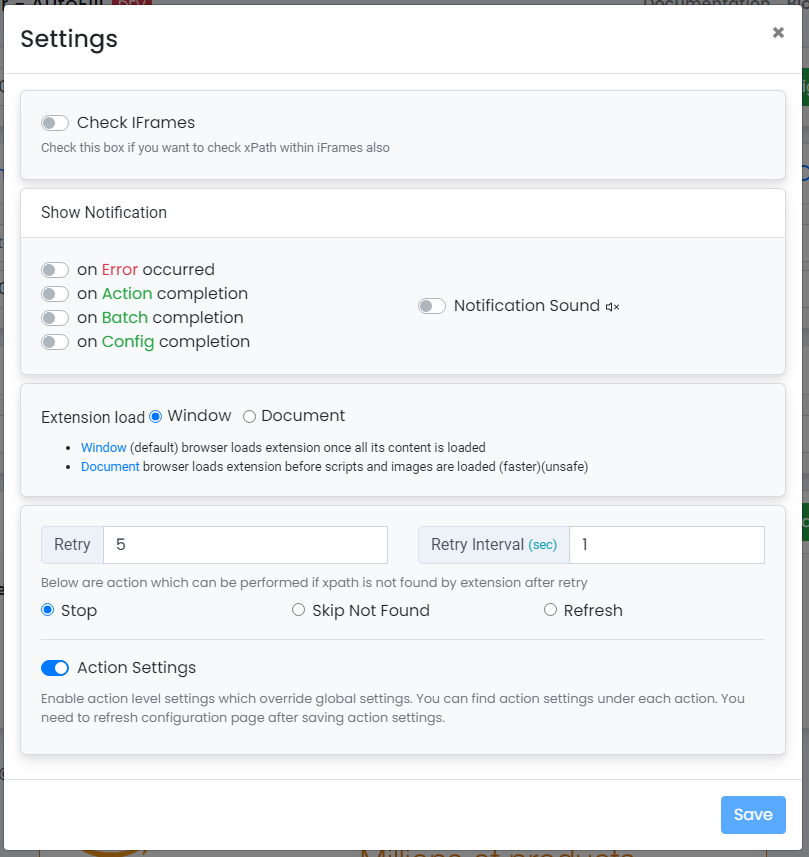 r - AutoFill DEV
Documentation
Settings
×
Check IFrames
Check this box if you want to check xPath within iFrames also
Show Notification
on Error occurred
on Action completion
on Batch completion
on Config completion
Notification Sound
Extension load Window Document
Window (default) browser loads extension once all its content is loaded
Document browser loads extension before scripts and images are loaded (faster)(unsafe)
Retry 5 Retry Interval (sec) 1
Below are action which can be performed if xpath is not found by extension after retry
Stop Skip Not Found Refresh
Action Settings
Enable action level settings which override global settings. You can find action settings under each action. You
need to refresh configuration page after saving action settings.
Save
Millions of products